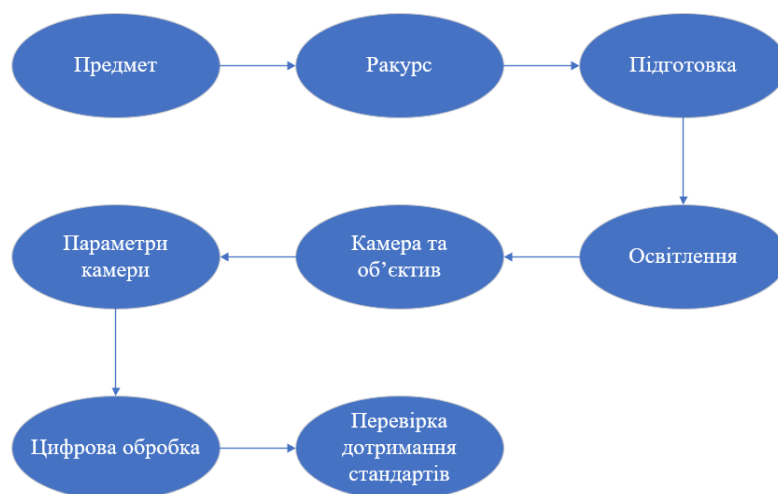 Предмет
Ракурс
Підготовка
Освітлення
Камера та
об’єктив
Параметри
камери
Цифрова обробка
Перевірка
дотримання
стандартів